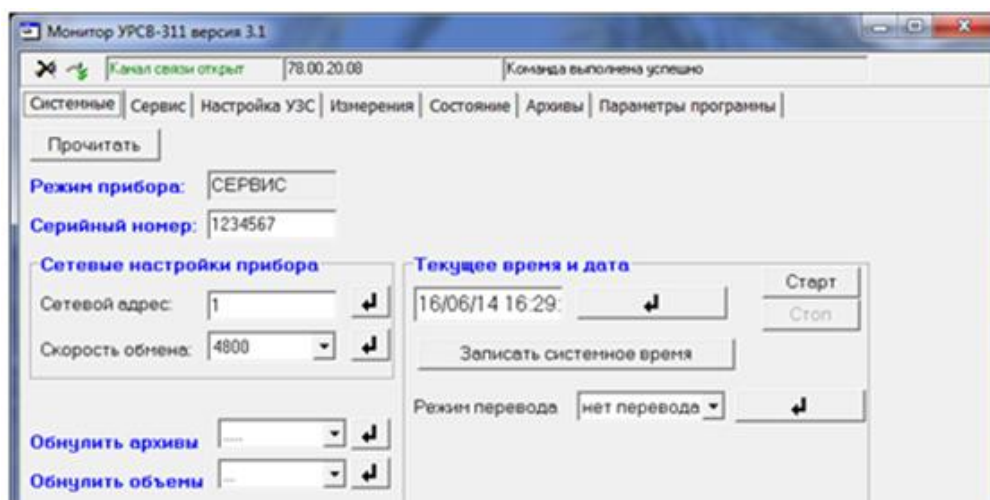 Монитор УРСВ-311 версия 3.1
Канал связи открыт 78.00.20.08 Команда выполнена успешно
Системные Сервис Настройка УЗС Измерения Состояние Архивы Параметры программы
Прочитать
Режим прибора: СЕРВИС
Серийный номер: 1234567
Сетевые настройки прибора
Сетевой адрес: 1
Скорость обмена: 4800
Текущее время и дата
16/06/14 16:29:
Старт
Стоп
Записать системное время
Режим перевода нет перевода
Обнулить архивы ....
Обнулить объемы ...